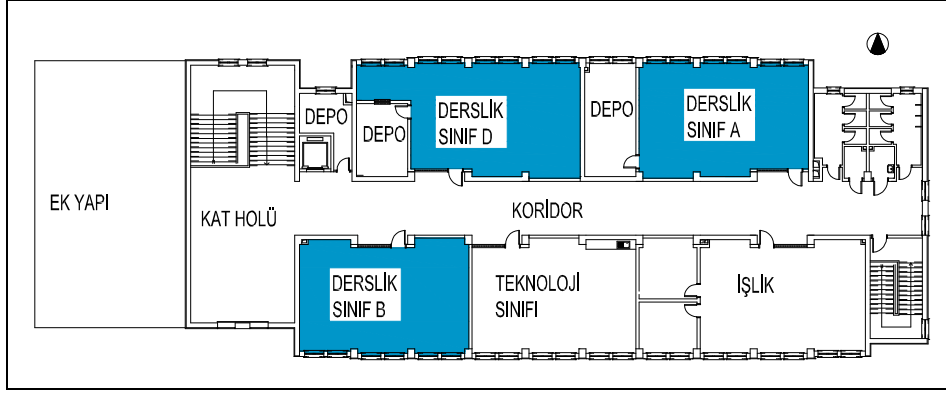 DEPO
DEPO
DERSLİK
SINIF D
DEPO
DERSLİK
SINIF A
EK YAPI
KAT HOLÜ
KORİDOR
DERSLİK
SINIF B
TEKNOLOJİ
SINIFI
İŞLİK